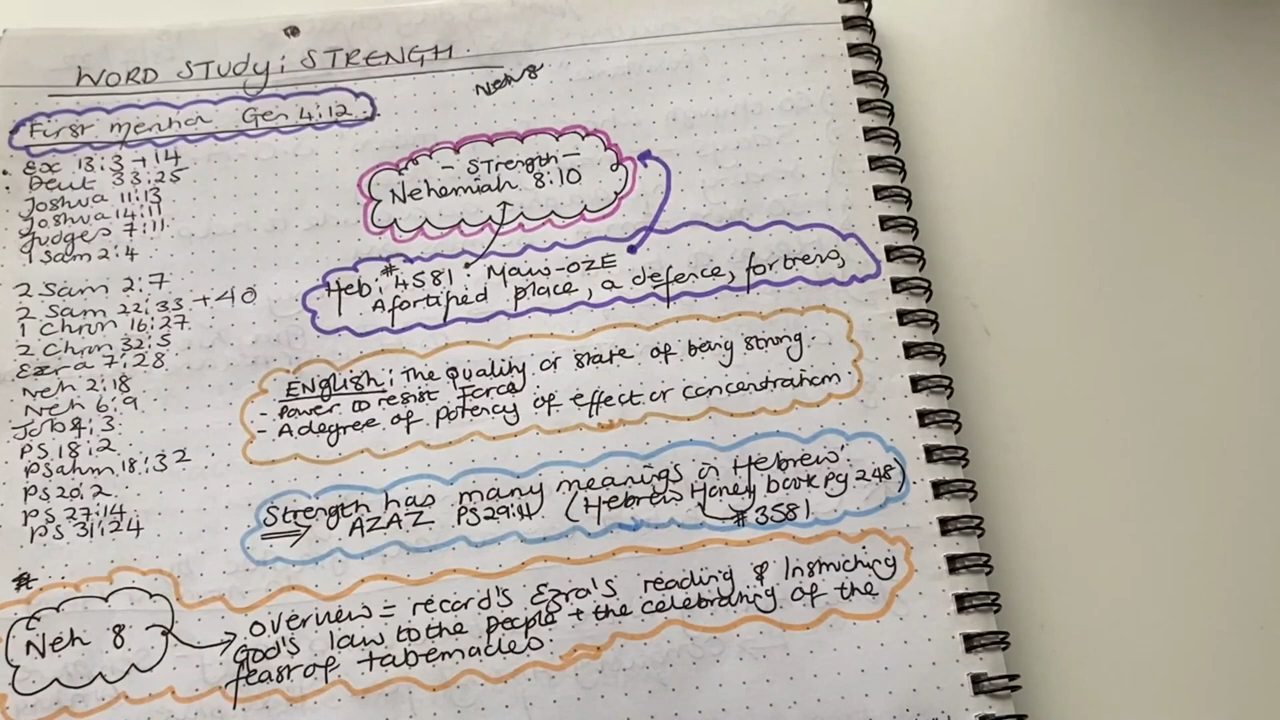 WORD STUDY: STRENGTH.
Neh 8
First mention Gen 4:12.
Ex 13:3 +14
Deut 33:25
Joshua 11:13
Joshua 14:11
Judges 7:11
1 Sam 2:4
2 Sam 2:7
2 Sam 22:33 +40
1 Chron 16:27
2 Chron 32:5
Ezra 7:28
Neh 2:18
Neh 6:9
Job 9:3
PS 18:2
Psahm 18:32
PS 20:2
PS 27:14
PS 31:24
- STrength -
Nehemiah 8:10
Heb: #4581: Maw-OZE
A fortified place, a defence, fortress,
ENglish: The quality or state of being strong.
- Power to resist Force
- A degree of potency of effect or concentration
Strength has many meanings in Hebrew.
⇒ AZAZ PS 29:11 (Hebrew Honey book pg 248)
#3581
Neh 8
overview = record's Ezra's reading & Instructing
God's law to the people + the celebrating of the
feast of tabernacles